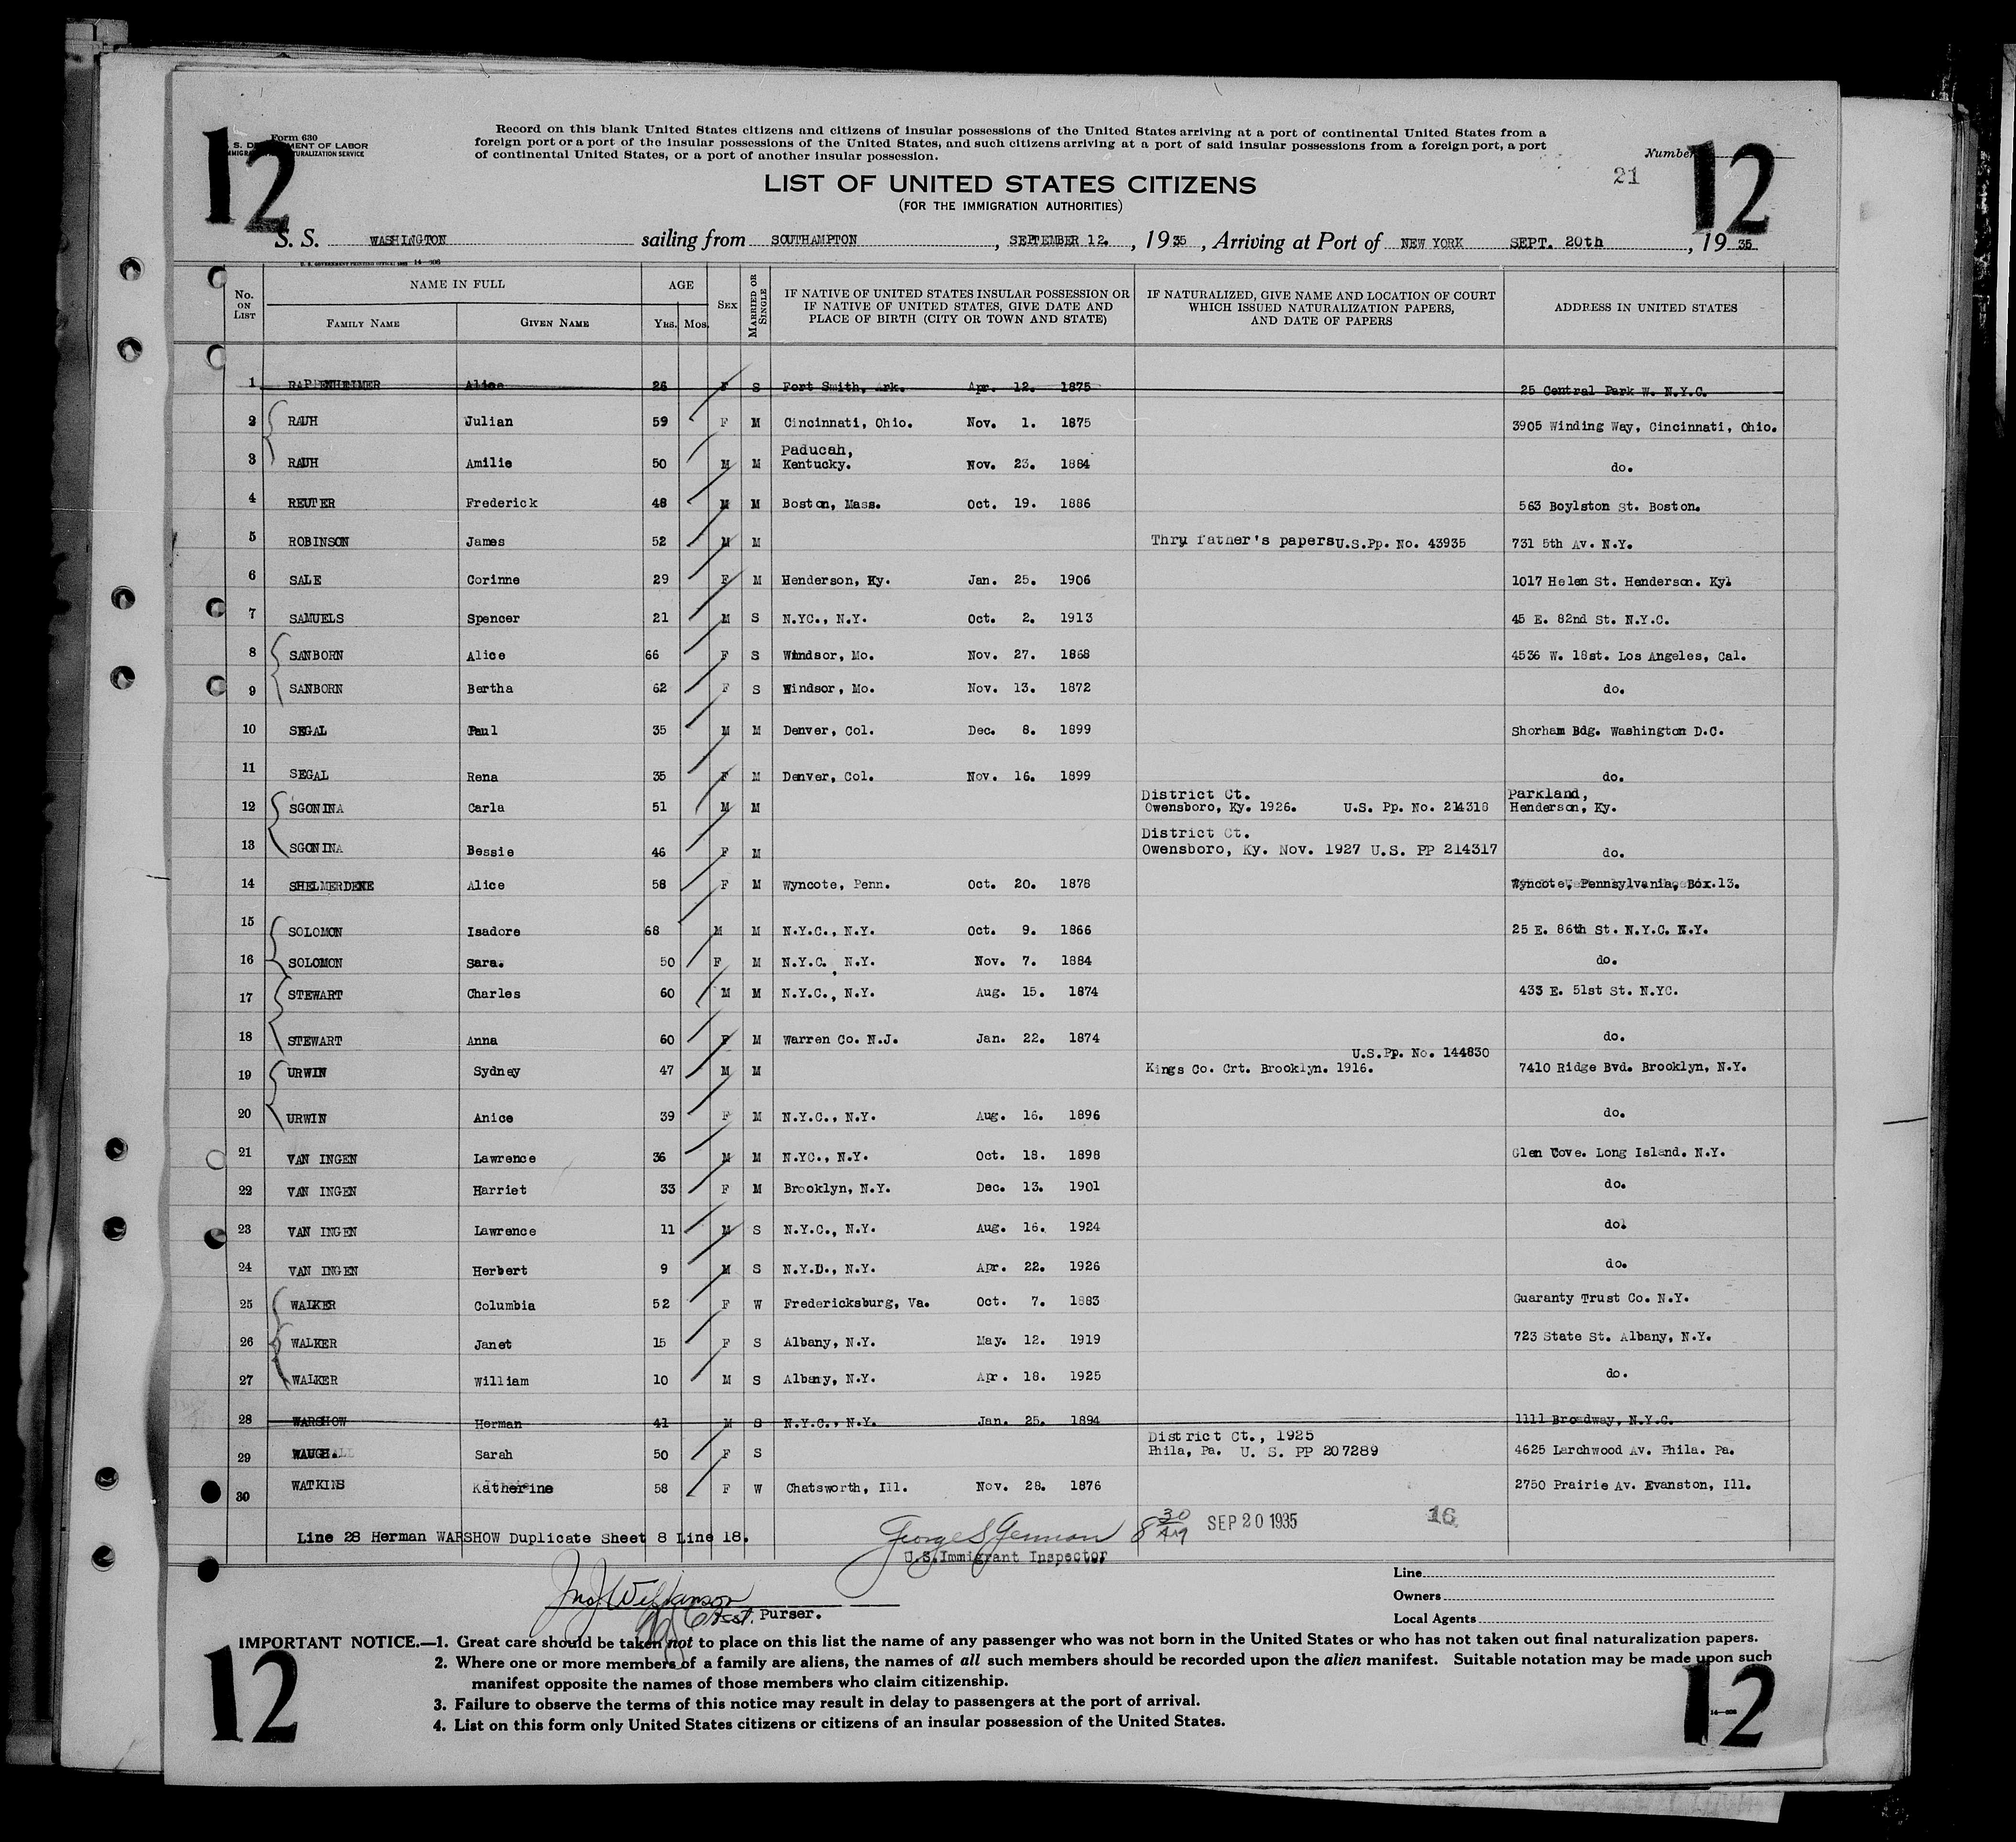 12
Form 630
U. S. DEPARTMENT OF LABOR
IMMIGRATION AND NATURALIZATION SERVICE
Record on this blank United States citizens and citizens of insular possessions of the United States arriving at a port of continental United States from a
foreign port or a port of the insular possessions of the United States, and such citizens arriving at a port of said insular possessions from a foreign port, a port
of continental United States, or a port of another insular possession.
Number
12
21
LIST OF UNITED STATES CITIZENS
(FOR THE IMMIGRATION AUTHORITIES)
S. S. WASHINGTON sailing from SOUTHAMPTON, SEPTEMBER 12., 1935, Arriving at Port of NEW YORK SEPT. 20th, 1935
U. S. GOVERNMENT PRINTING OFFICE: 14—806
No. ON LIST NAME IN FULL FAMILY NAME GIVEN NAME AGE Yrs. Mos. SEX MARRIED OR SINGLE IF NATIVE OF UNITED STATES INSULAR POSSESSION OR IF NATIVE OF UNITED STATES, GIVE DATE AND PLACE OF BIRTH (CITY OR TOWN AND STATE) IF NATURALIZED, GIVE NAME AND LOCATION OF COURT WHICH ISSUED NATURALIZATION PAPERS, AND DATE OF PAPERS ADDRESS IN UNITED STATES
1 RAPPENHEIMER Alice 26 F S Fort Smith, Ark. Apr. 12. 1875 25 Central Park W. N.Y.C.
2 RAUH Julian 59 F M Cincinnati, Ohio. Nov. 1. 1875 3905 Winding Way, Cincinnati, Ohio.
3 RAUH Amilie 50 M M Paducah, Kentucky. Nov. 23. 1884 do.
4 REUTER Frederick 48 M M Boston, Mass. Oct. 19. 1886 563 Boylston St. Boston.
5 ROBINSON James 52 M M Thru father's papers U.S.Pp. No. 43935 731 5th Av. N.Y.
6 SALE Corinne 29 F M Henderson, Ky. Jan. 25. 1906 1017 Helen St. Henderson. Ky.
7 SAMUELS Spencer 21 M S N.YC., N.Y. Oct. 2. 1913 45 E. 82nd St. N.Y.C.
8 SANBORN Alice 66 F S Windsor, Mo. Nov. 27. 1868 4536 W. 18st. Los Angeles, Cal.
9 SANBORN Bertha 62 F S Windsor, Mo. Nov. 13. 1872 do.
10 SEGAL Paul 35 M M Denver, Col. Dec. 8. 1899 Shorham Bdg. Washington D.C.
11 SEGAL Rena 35 F M Denver, Col. Nov. 16. 1899 do.
12 SGONINA Carla 51 M M District Ct. Owensboro, Ky. 1926. U.S. Pp. No. 214318 Parkland, Henderson, Ky.
13 SGONINA Bessie 46 F M District Ct. Owensboro, Ky. Nov. 1927 U.S. PP 214317 do.
14 SHELMERDENE Alice 58 F M Wyncote, Penn. Oct. 20. 1878 Wyncote, Pennsylvania, Box.13.
15 SOLOMON Isadore 68 M M N.Y.C., N.Y. Oct. 9. 1866 25 E. 86th St. N.Y.C. N.Y.
16 SOLOMON Sara. 50 F M N.Y.C., N.Y. Nov. 7. 1884 do.
17 STEWART Charles 60 M M N.Y.C., N.Y. Aug. 15. 1874 433 E. 51st St. N.YC.
18 STEWART Anna 60 F M Warren Co. N.J. Jan. 22. 1874 do.
19 URWIN Sydney 47 M M Kings Co. Crt. Brooklyn. 1916. U.S.Pp. No. 144830 7410 Ridge Bvd. Brooklyn, N.Y.
20 URWIN Anice 39 F M N.Y.C., N.Y. Aug. 16. 1896 do.
21 VAN INGEN Lawrence 36 M M N.YC., N.Y. Oct. 18. 1898 Glen Cove. Long Island. N.Y.
22 VAN INGEN Harriet 33 F M Brooklyn, N.Y. Dec. 13. 1901 do.
23 VAN INGEN Lawrence 11 M S N.Y.C., N.Y. Aug. 16. 1924 do.
24 VAN INGEN Herbert 9 M S N.Y.D., N.Y. Apr. 22. 1926 do.
25 WALKER Columbia 52 F W Fredericksburg, Va. Oct. 7. 1883 Guaranty Trust Co. N.Y.
26 WALKER Janet 15 F S Albany, N.Y. May. 12. 1919 723 State St. Albany, N.Y.
27 WALKER William 10 M S Albany, N.Y. Apr. 18. 1925 do.
28 WARSHOW Herman 41 M S N.Y.C., N.Y. Jan. 25. 1894 1111 Broadway, N.Y.C.
29 WAUGH Sarah 50 F S District Ct., 1925 Phila, Pa. U. S. PP 207289 4625 Larchwood Av. Phila. Pa.
30 WATKINS Katherine 58 F W Chatsworth, Ill. Nov. 28. 1876 2750 Prairie Av. Evanston, Ill.
Line 28 Herman WARSHOW Duplicate Sheet 8 Line 18.
8 30 AM SEP 20 1935 16
U.S. Immigrant Inspector
Asst. Purser.
Line
Owners
Local Agents
IMPORTANT NOTICE.—1. Great care should be taken not to place on this list the name of any passenger who was not born in the United States or who has not taken out final naturalization papers.
2. Where one or more members of a family are aliens, the names of all such members should be recorded upon the alien manifest. Suitable notation may be made upon such
manifest opposite the names of those members who claim citizenship.
3. Failure to observe the terms of this notice may result in delay to passengers at the port of arrival.
4. List on this form only United States citizens or citizens of an insular possession of the United States.
12
14—806
12